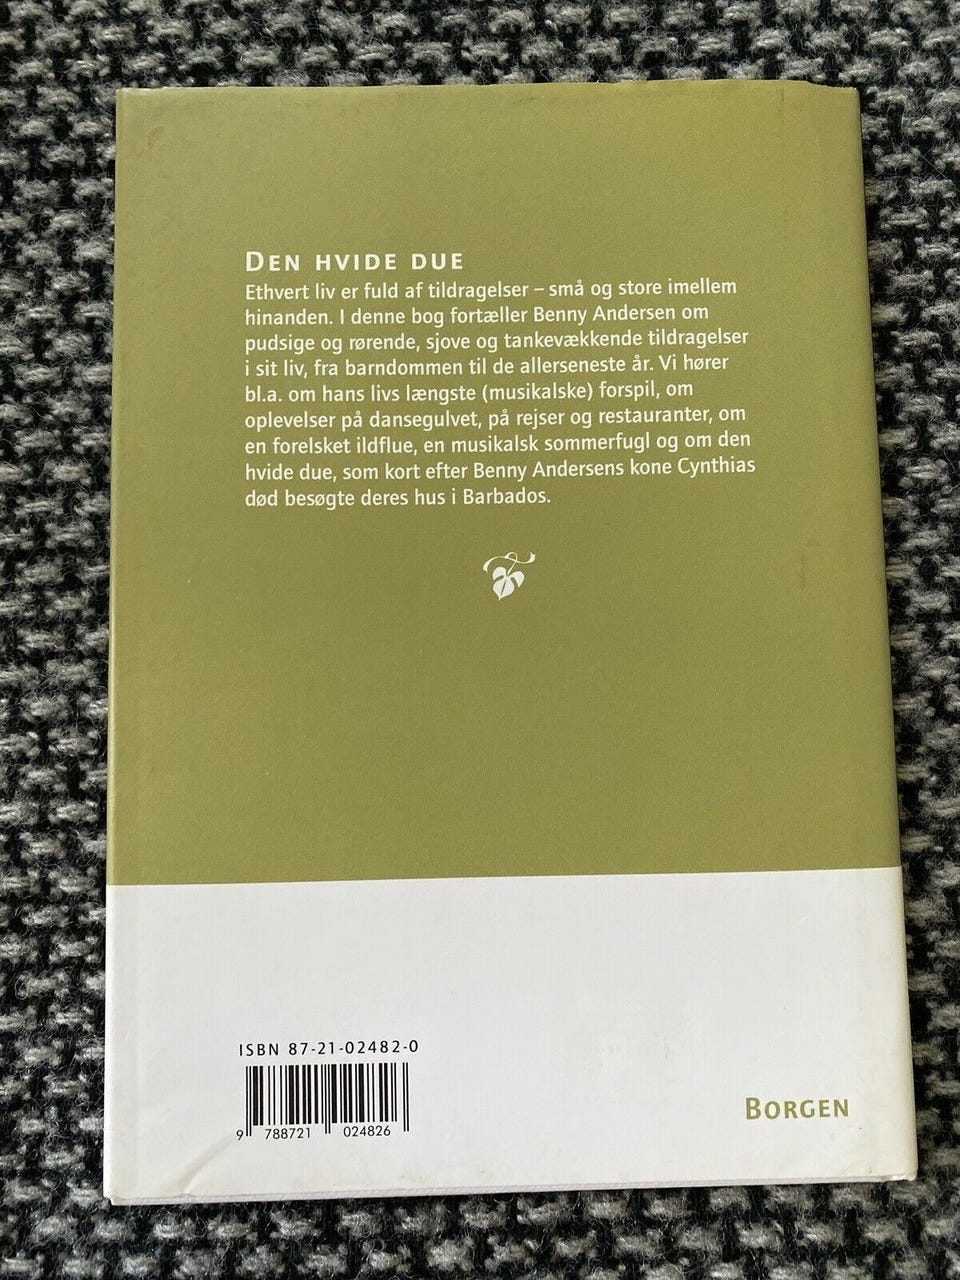 DEN HVIDE DUE
Ethvert liv er fuld af tildragelser – små og store imellem
hinanden. I denne bog fortæller Benny Andersen om
pudsige og rørende, sjove og tankevækkende tildragelser
i sit liv, fra barndommen til de allerseneste år. Vi hører
bl.a. om hans livs længste (musikalske) forspil, om
oplevelser på dansegulvet, på rejser og restauranter, om
en forelsket ildflue, en musikalsk sommerfugl og om den
hvide due, som kort efter Benny Andersens kone Cynthias
død besøgte deres hus i Barbados.
ISBN 87-21-02482-0
9 788721 024826
BORGEN